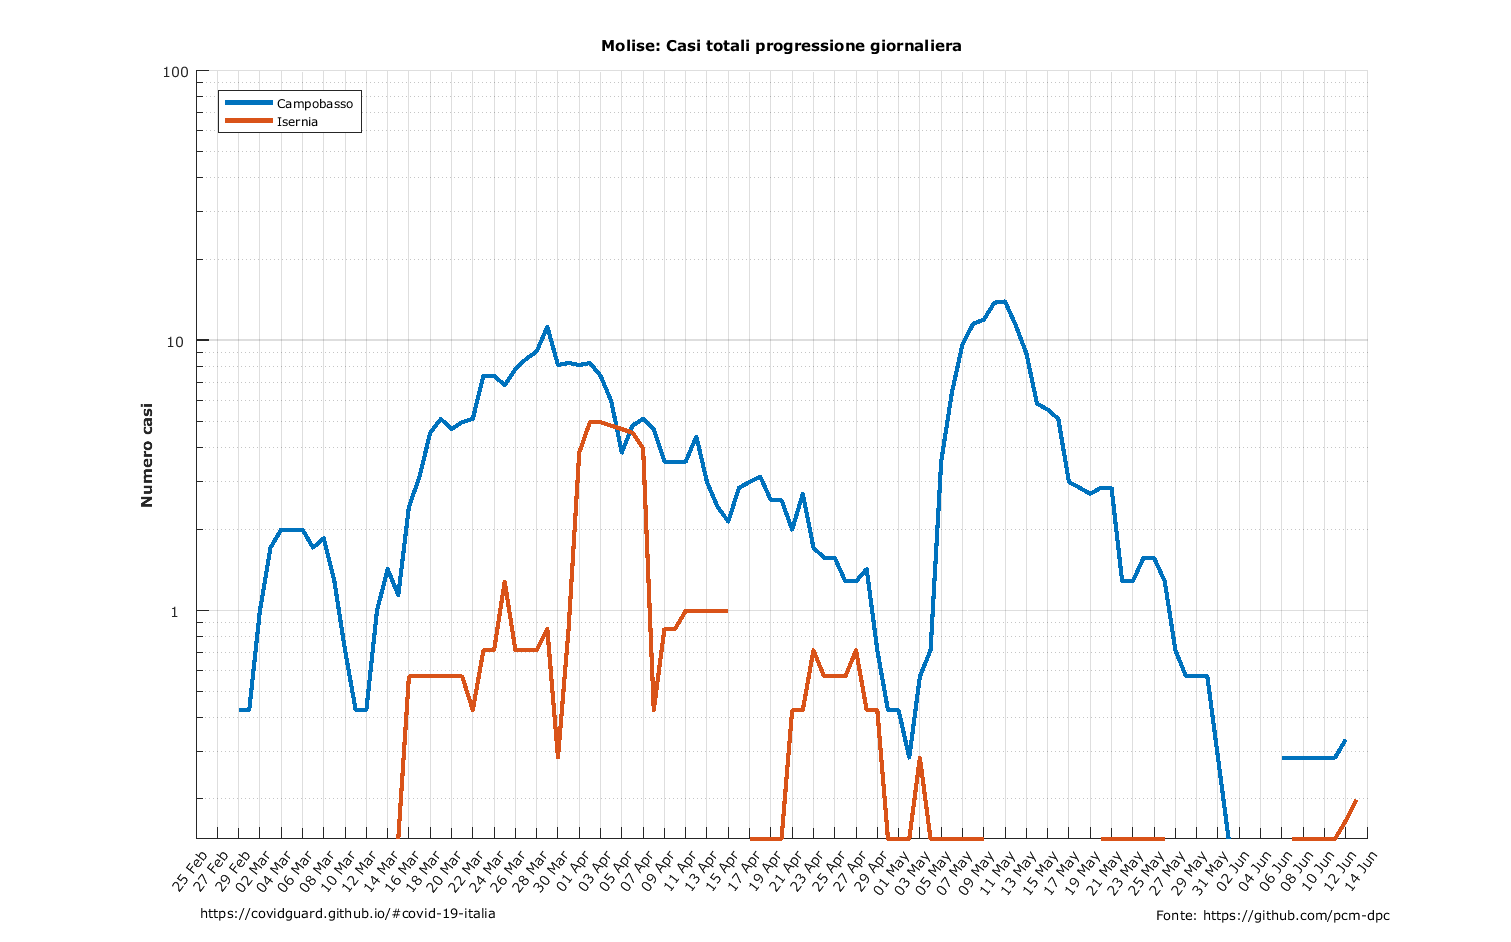 Molise: Casi totali progressione giornaliera
100
10
1
Numero casi
Campobasso
Isernia
25 Feb
27 Feb
29 Feb
02 Mar
04 Mar
06 Mar
08 Mar
10 Mar
12 Mar
14 Mar
16 Mar
18 Mar
20 Mar
22 Mar
24 Mar
26 Mar
28 Mar
30 Mar
01 Apr
03 Apr
05 Apr
07 Apr
09 Apr
11 Apr
13 Apr
15 Apr
17 Apr
19 Apr
21 Apr
23 Apr
25 Apr
27 Apr
29 Apr
01 May
03 May
05 May
07 May
09 May
11 May
13 May
15 May
17 May
19 May
21 May
23 May
25 May
27 May
29 May
31 May
02 Jun
04 Jun
06 Jun
08 Jun
10 Jun
12 Jun
14 Jun
https://covidguard.github.io/#covid-19-italia
Fonte: https://github.com/pcm-dpc